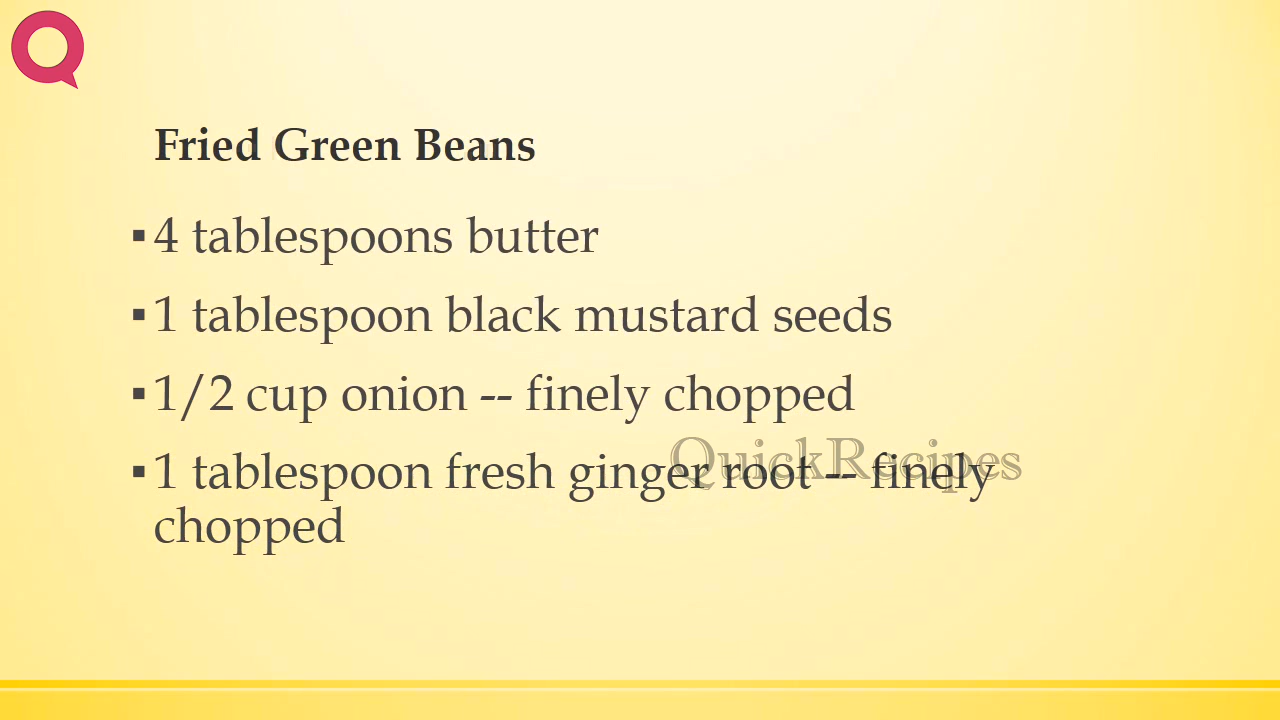 Fried Green Beans
▪4 tablespoons butter
▪1 tablespoon black mustard seeds
▪1/2 cup onion -- finely chopped
▪1 tablespoon fresh ginger root -- finely
chopped
QuickRecipes